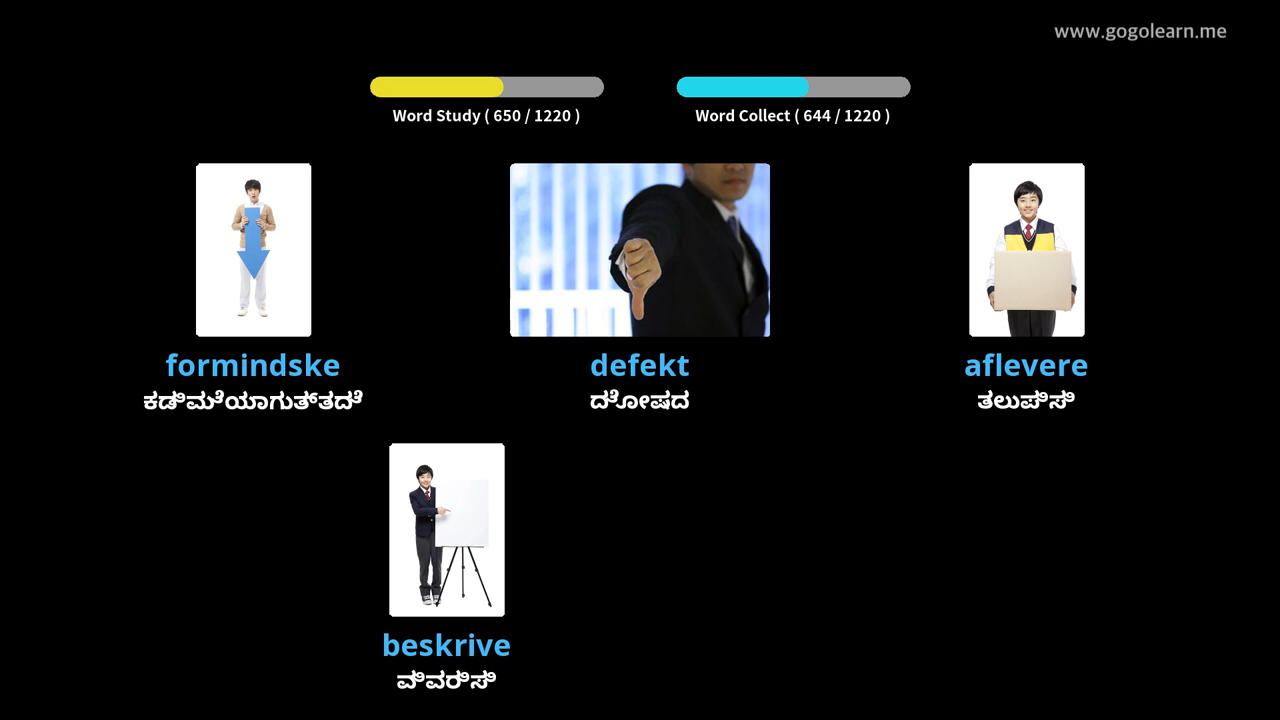 www.gogolearn.me
Word Study ( 650 / 1220 )
Word Collect ( 644 / 1220 )
formindske
ಕಡಿಮೆಯಾಗುತ್ತದೆ
defekt
ದೋಷದ
aflevere
ತಲುಪಿಸಿ
beskrive
ವಿವರಿಸಿ